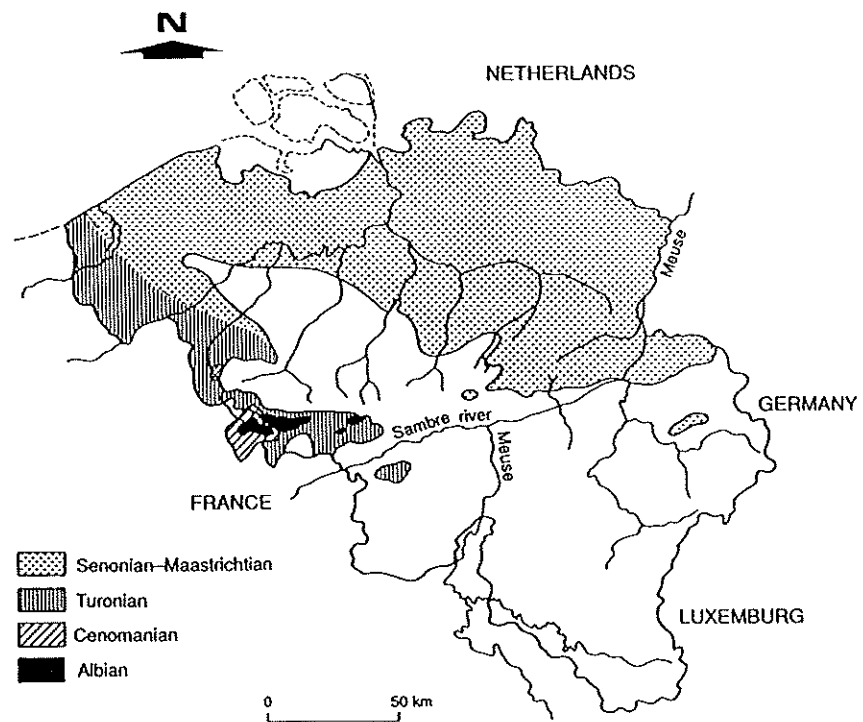 N
NETHERLANDS
Meuse
GERMANY
Sambre river
Meuse
FRANCE
LUXEMBURG
Senonian–Maastrichtian
Turonian
Cenomanian
Albian
0 50 km